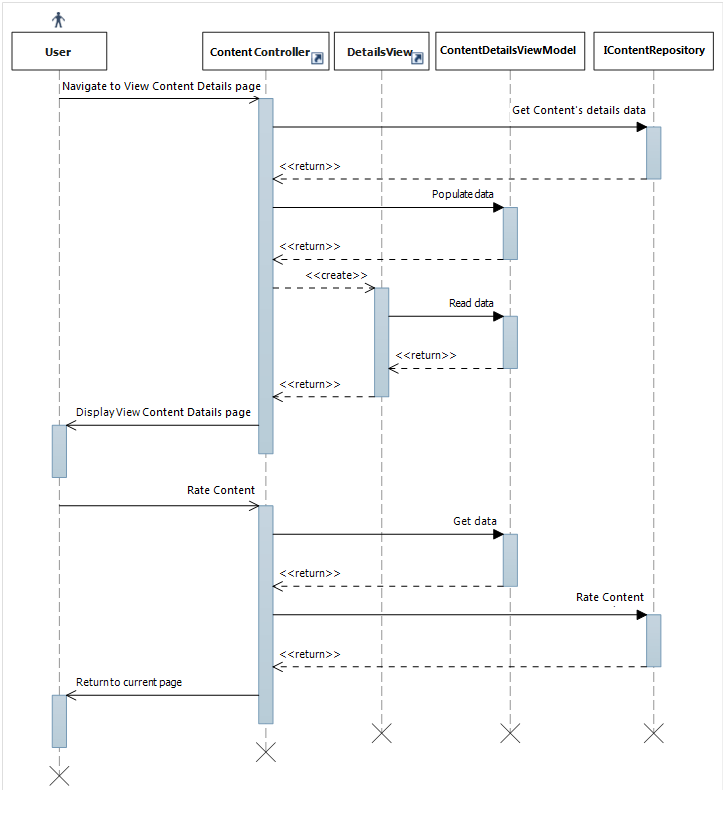 User
ContentController
DetailsView
ContentDetailsViewModel
IContentRepository
Navigate to View Content Details page
Get Content's details data
<<return>>
Populate data
<<return>>
<<create>>
Read data
<<return>>
<<return>>
Display View Content Datails page
Rate Content
Get data
<<return>>
Rate Content
<<return>>
Return to current page